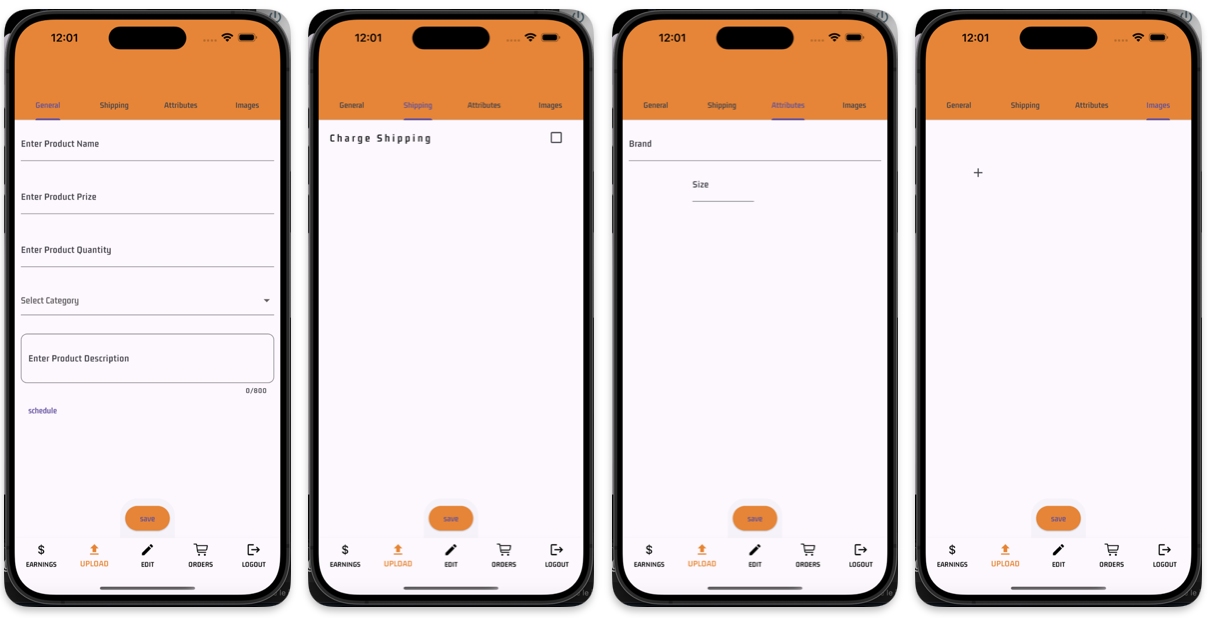 12:01
General Shipping Attributes Images
Enter Product Name
Enter Product Prize
Enter Product Quantity
Select Category
Enter Product Description
0/800
schedule
save
EARNINGS UPLOAD EDIT ORDERS LOGOUT
12:01
General Shipping Attributes Images
Charge Shipping
save
EARNINGS UPLOAD EDIT ORDERS LOGOUT
12:01
General Shipping Attributes Images
Brand
Size
save
EARNINGS UPLOAD EDIT ORDERS LOGOUT
12:01
General Shipping Attributes Images
+
save
EARNINGS UPLOAD EDIT ORDERS LOGOUT